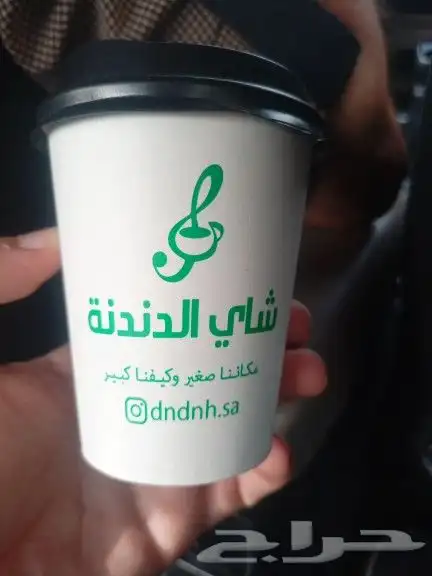 شاي الدندنة
مكاننا صغير وكيفنا كبير
dndnh.sa
حراج